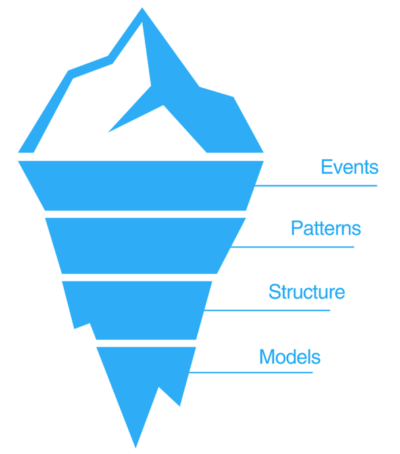 Events
Patterns
Structure
Models